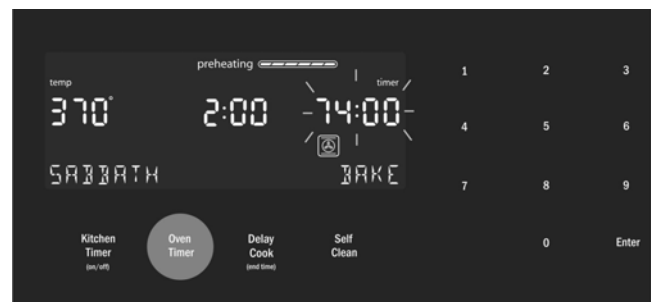 preheating
temp
timer
370°
2:00
74:00
SABBATH
BAKE
Kitchen
Timer
(on/off)
Oven
Timer
Delay
Cook
(end time)
Self
Clean
1 2 3
4 5 6
7 8 9
0 Enter